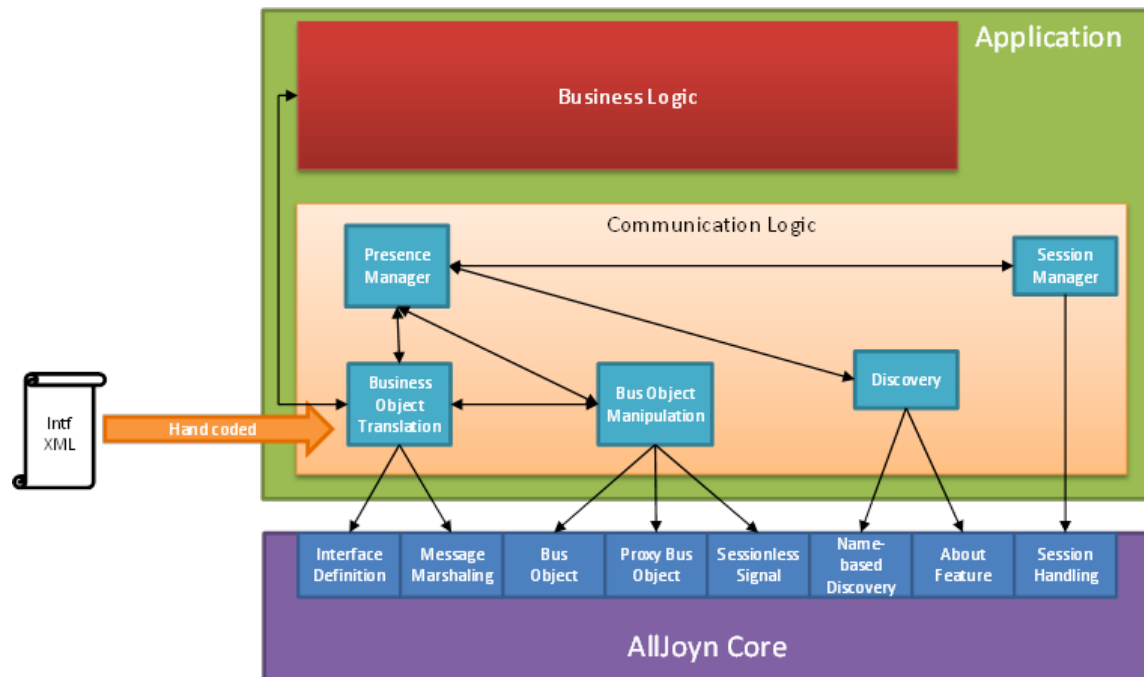 Application
Business Logic
Communication Logic
Presence
Manager
Session
Manager
Business
Object
Translation
Bus Object
Manipulation
Discovery
Intf
XML
Hand coded
Interface
Definition
Message
Marshaling
Bus
Object
Proxy Bus
Object
Sessionless
Signal
Name-
based
Discovery
About
Feature
Session
Handling
AllJoyn Core